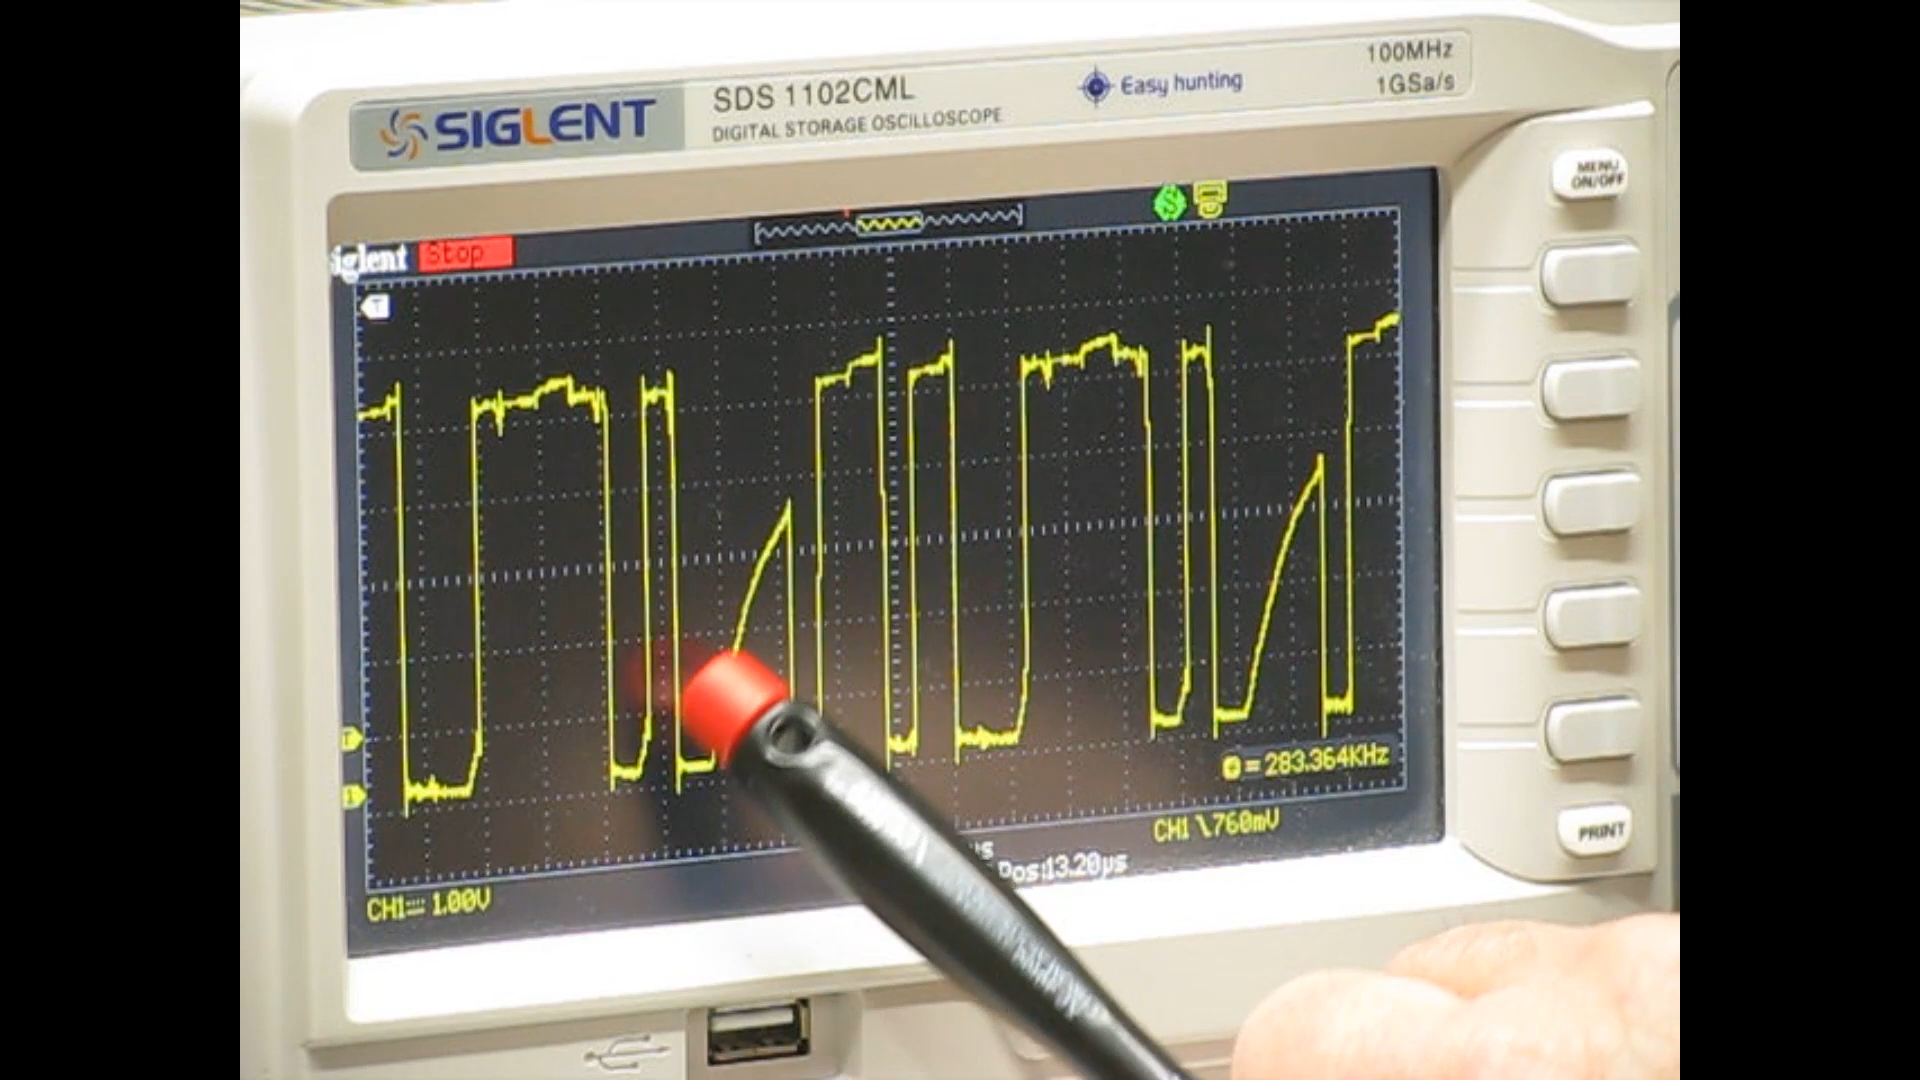 SIGLENT
SDS 1102CML
DIGITAL STORAGE OSCILLOSCOPE
Easy hunting
100MHz
1GSa/s
MENU
ON/OFF
iglent
Stop
= 283.364KHz
CH1 \ 760mV
Pos:13.20µs
CH1 1.00V
PRINT